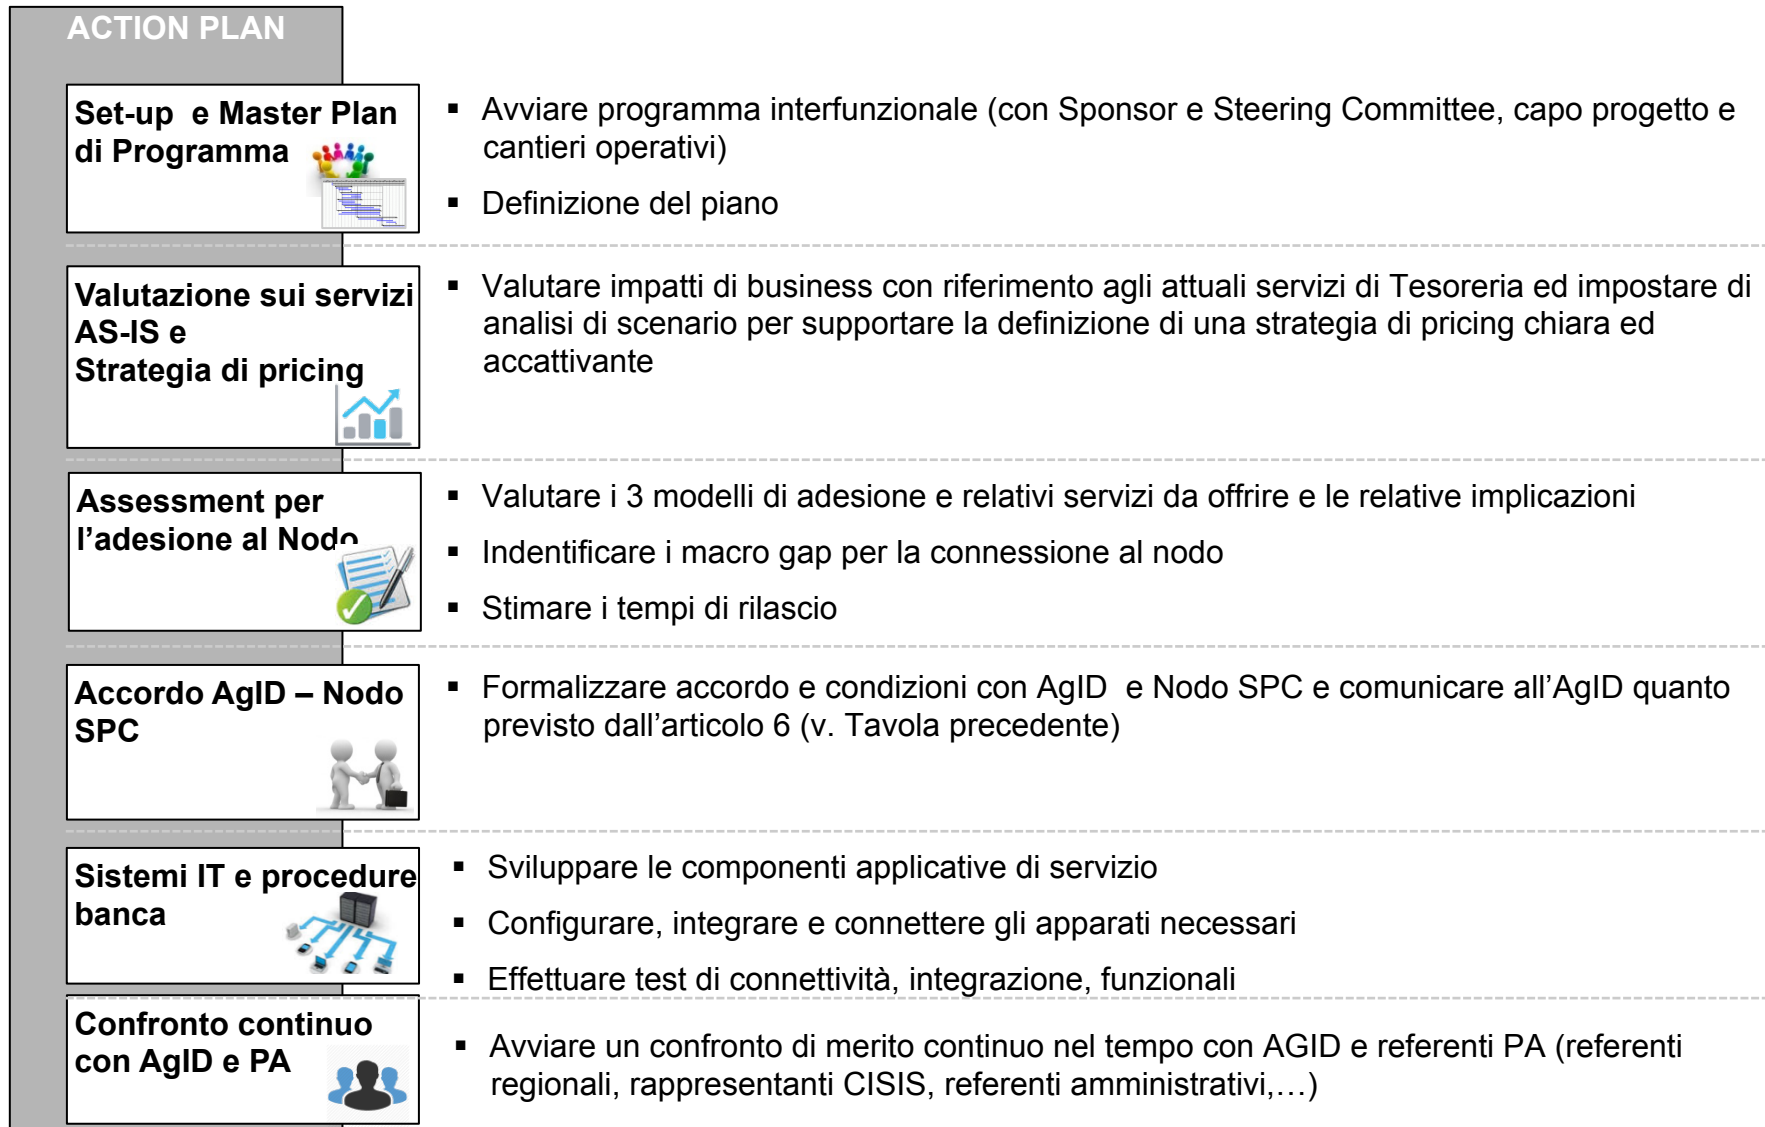 ACTION PLAN
Set-up e Master Plan
di Programma
▪ Avviare programma interfunzionale (con Sponsor e Steering Committee, capo progetto e
cantieri operativi)
▪ Definizione del piano
Valutazione sui servizi
AS-IS e
Strategia di pricing
▪ Valutare impatti di business con riferimento agli attuali servizi di Tesoreria ed impostare di
analisi di scenario per supportare la definizione di una strategia di pricing chiara ed
accattivante
Assessment per
l’adesione al Nodo
▪ Valutare i 3 modelli di adesione e relativi servizi da offrire e le relative implicazioni
▪ Indentificare i macro gap per la connessione al nodo
▪ Stimare i tempi di rilascio
Accordo AgID – Nodo
SPC
▪ Formalizzare accordo e condizioni con AgID e Nodo SPC e comunicare all’AgID quanto
previsto dall’articolo 6 (v. Tavola precedente)
Sistemi IT e procedure
banca
▪ Sviluppare le componenti applicative di servizio
▪ Configurare, integrare e connettere gli apparati necessari
▪ Effettuare test di connettività, integrazione, funzionali
Confronto continuo
con AgID e PA
▪ Avviare un confronto di merito continuo nel tempo con AGID e referenti PA (referenti
regionali, rappresentanti CISIS, referenti amministrativi,…)